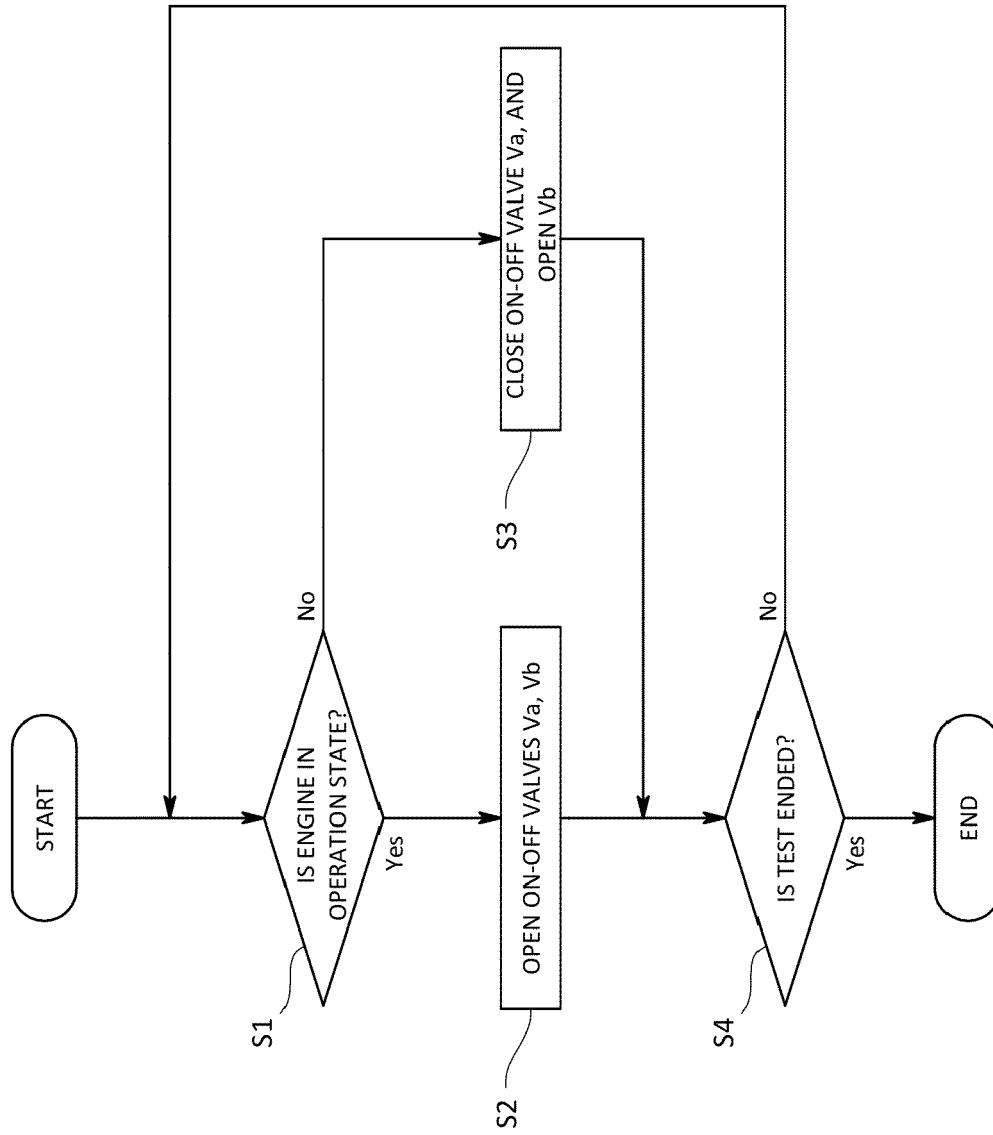 START
S1
IS ENGINE IN
OPERATION STATE?
No
Yes
S2
OPEN ON-OFF VALVES Va, Vb
S3
CLOSE ON-OFF VALVE Va, AND
OPEN Vb
S4
IS TEST ENDED?
No
Yes
END